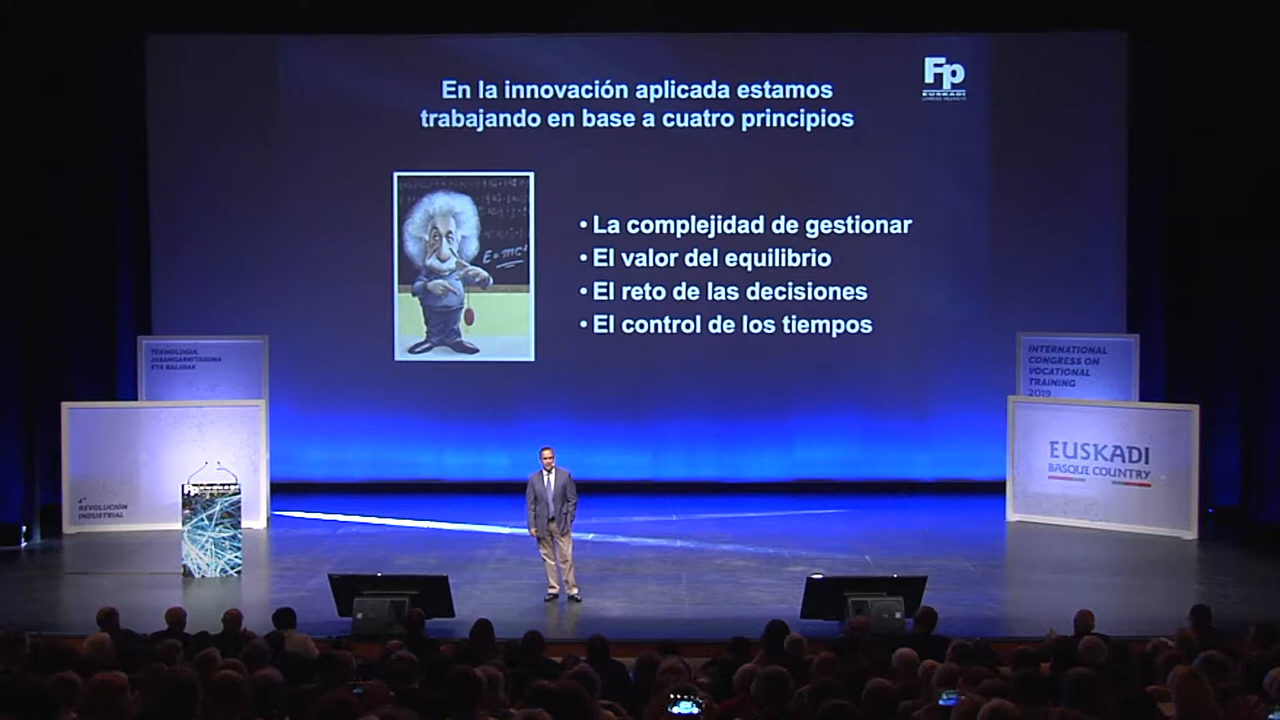 En la innovación aplicada estamos
trabajando en base a cuatro principios
Fp
EUSKADI
E=mc²
• La complejidad de gestionar
• El valor del equilibrio
• El reto de las decisiones
• El control de los tiempos
TEKNOLOGIA,
JASANGARRITASUNA
ETA BALIOAK
4ª
REVOLUCIÓN
INDUSTRIAL
Fp
INTERNATIONAL
CONGRESS ON
VOCATIONAL
TRAINING
2019
EUSKADI
BASQUE COUNTRY